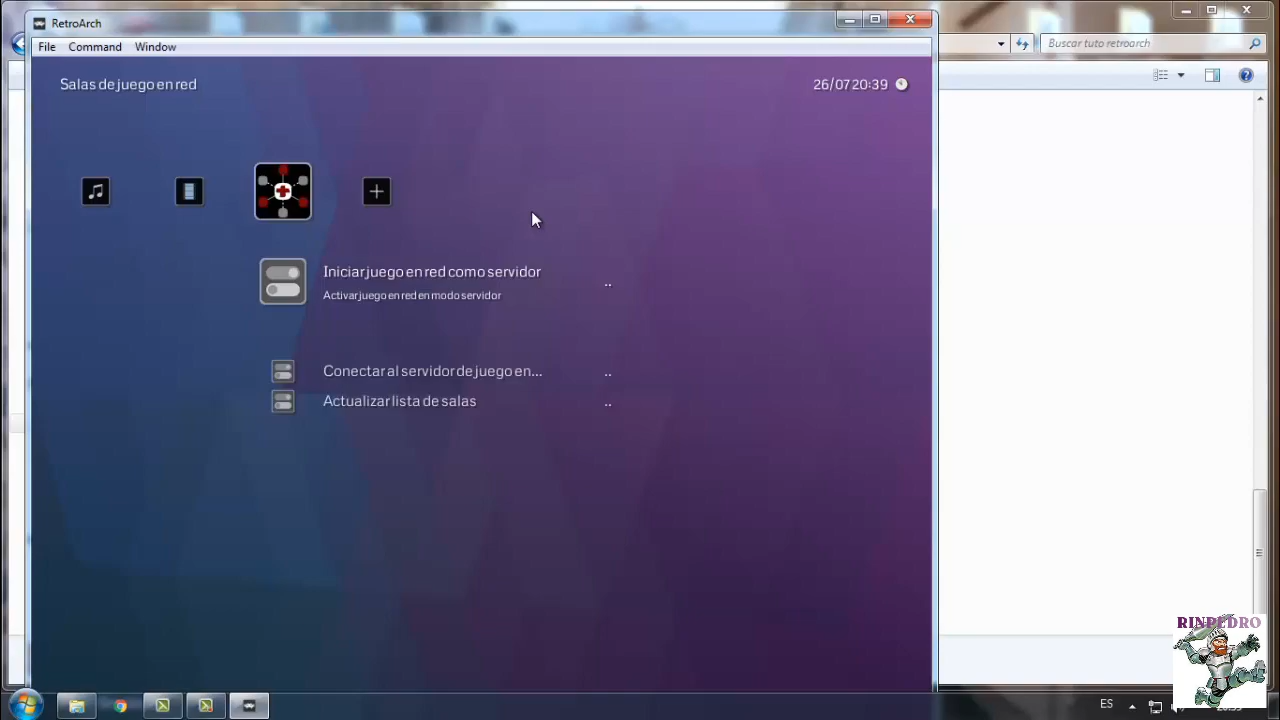 RetroArch
File Command Window
Buscar tuto retroarch
Salas de juego en red
26/07 20:39
Iniciar juego en red como servidor
..
Activar juego en red en modo servidor
Conectar al servidor de juego en...
..
Actualizar lista de salas
..
RINPEDRO
ES